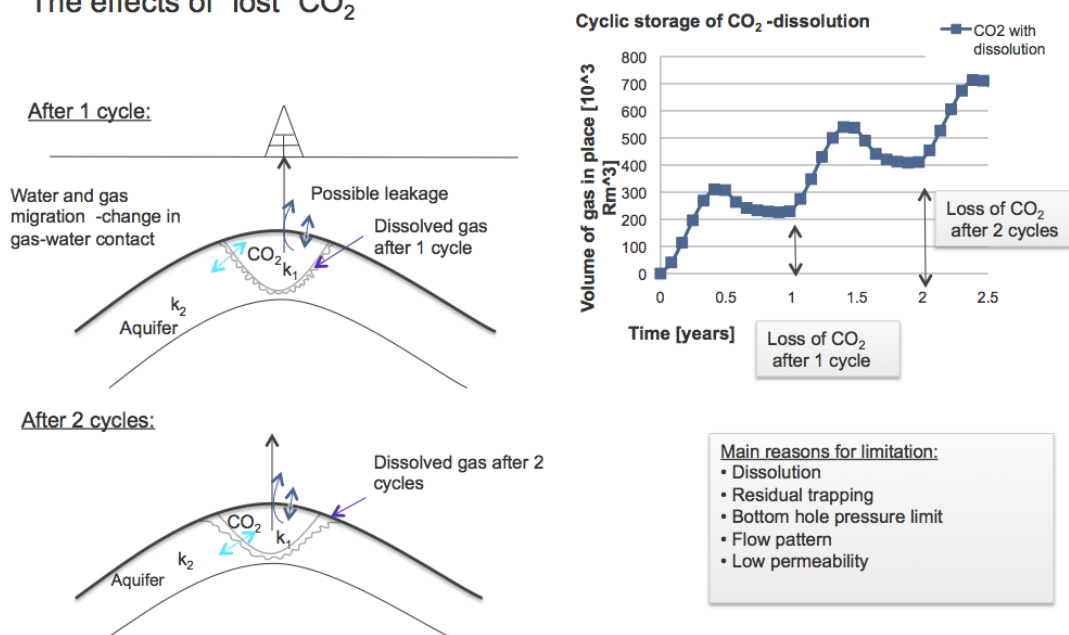 The effects of "lost" CO₂
After 1 cycle:
Water and gas
migration -change in
gas-water contact
Possible leakage
Dissolved gas
after 1 cycle
CO₂
k₁
k₂
Aquifer
After 2 cycles:
Dissolved gas after 2
cycles
CO₂
k₁
k₂
Aquifer
Cyclic storage of CO₂ -dissolution
CO2 with
dissolution
Volume of gas in place [10^3
Rm^3]
800
700
600
500
400
300
200
100
0
0 0.5 1 1.5 2 2.5
Time [years]
Loss of CO₂
after 1 cycle
Loss of CO₂
after 2 cycles
Main reasons for limitation:
• Dissolution
• Residual trapping
• Bottom hole pressure limit
• Flow pattern
• Low permeability